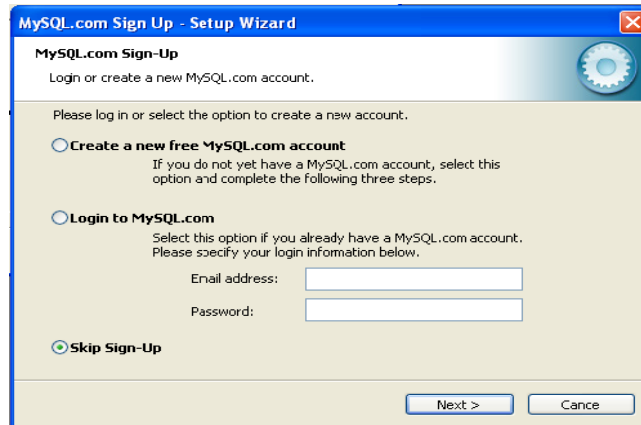 MySQL.com Sign Up - Setup Wizard
MySQL.com Sign-Up
Login or create a new MySQL.com account.
Please log in or select the option to create a new account.
Create a new free MySQL.com account
If you do not yet have a MySQL.com account, select this
option and complete the following three steps.
Login to MySQL.com
Select this option if you already have a MySQL.com account.
Please specify your login information below.
Email address:
Password:
Skip Sign-Up
Next >
Cance